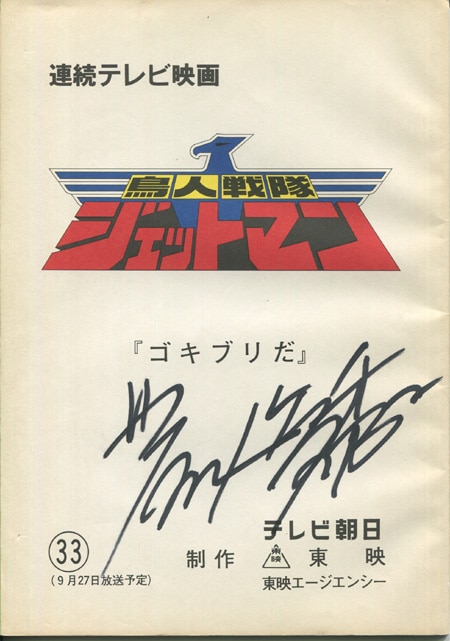 連続テレビ映画
鳥人戦隊
ジェットマン
『ゴキブリだ』
33
(9月27日放送予定)
制作
テレビ朝日
東映
東映
東映エージエンシー